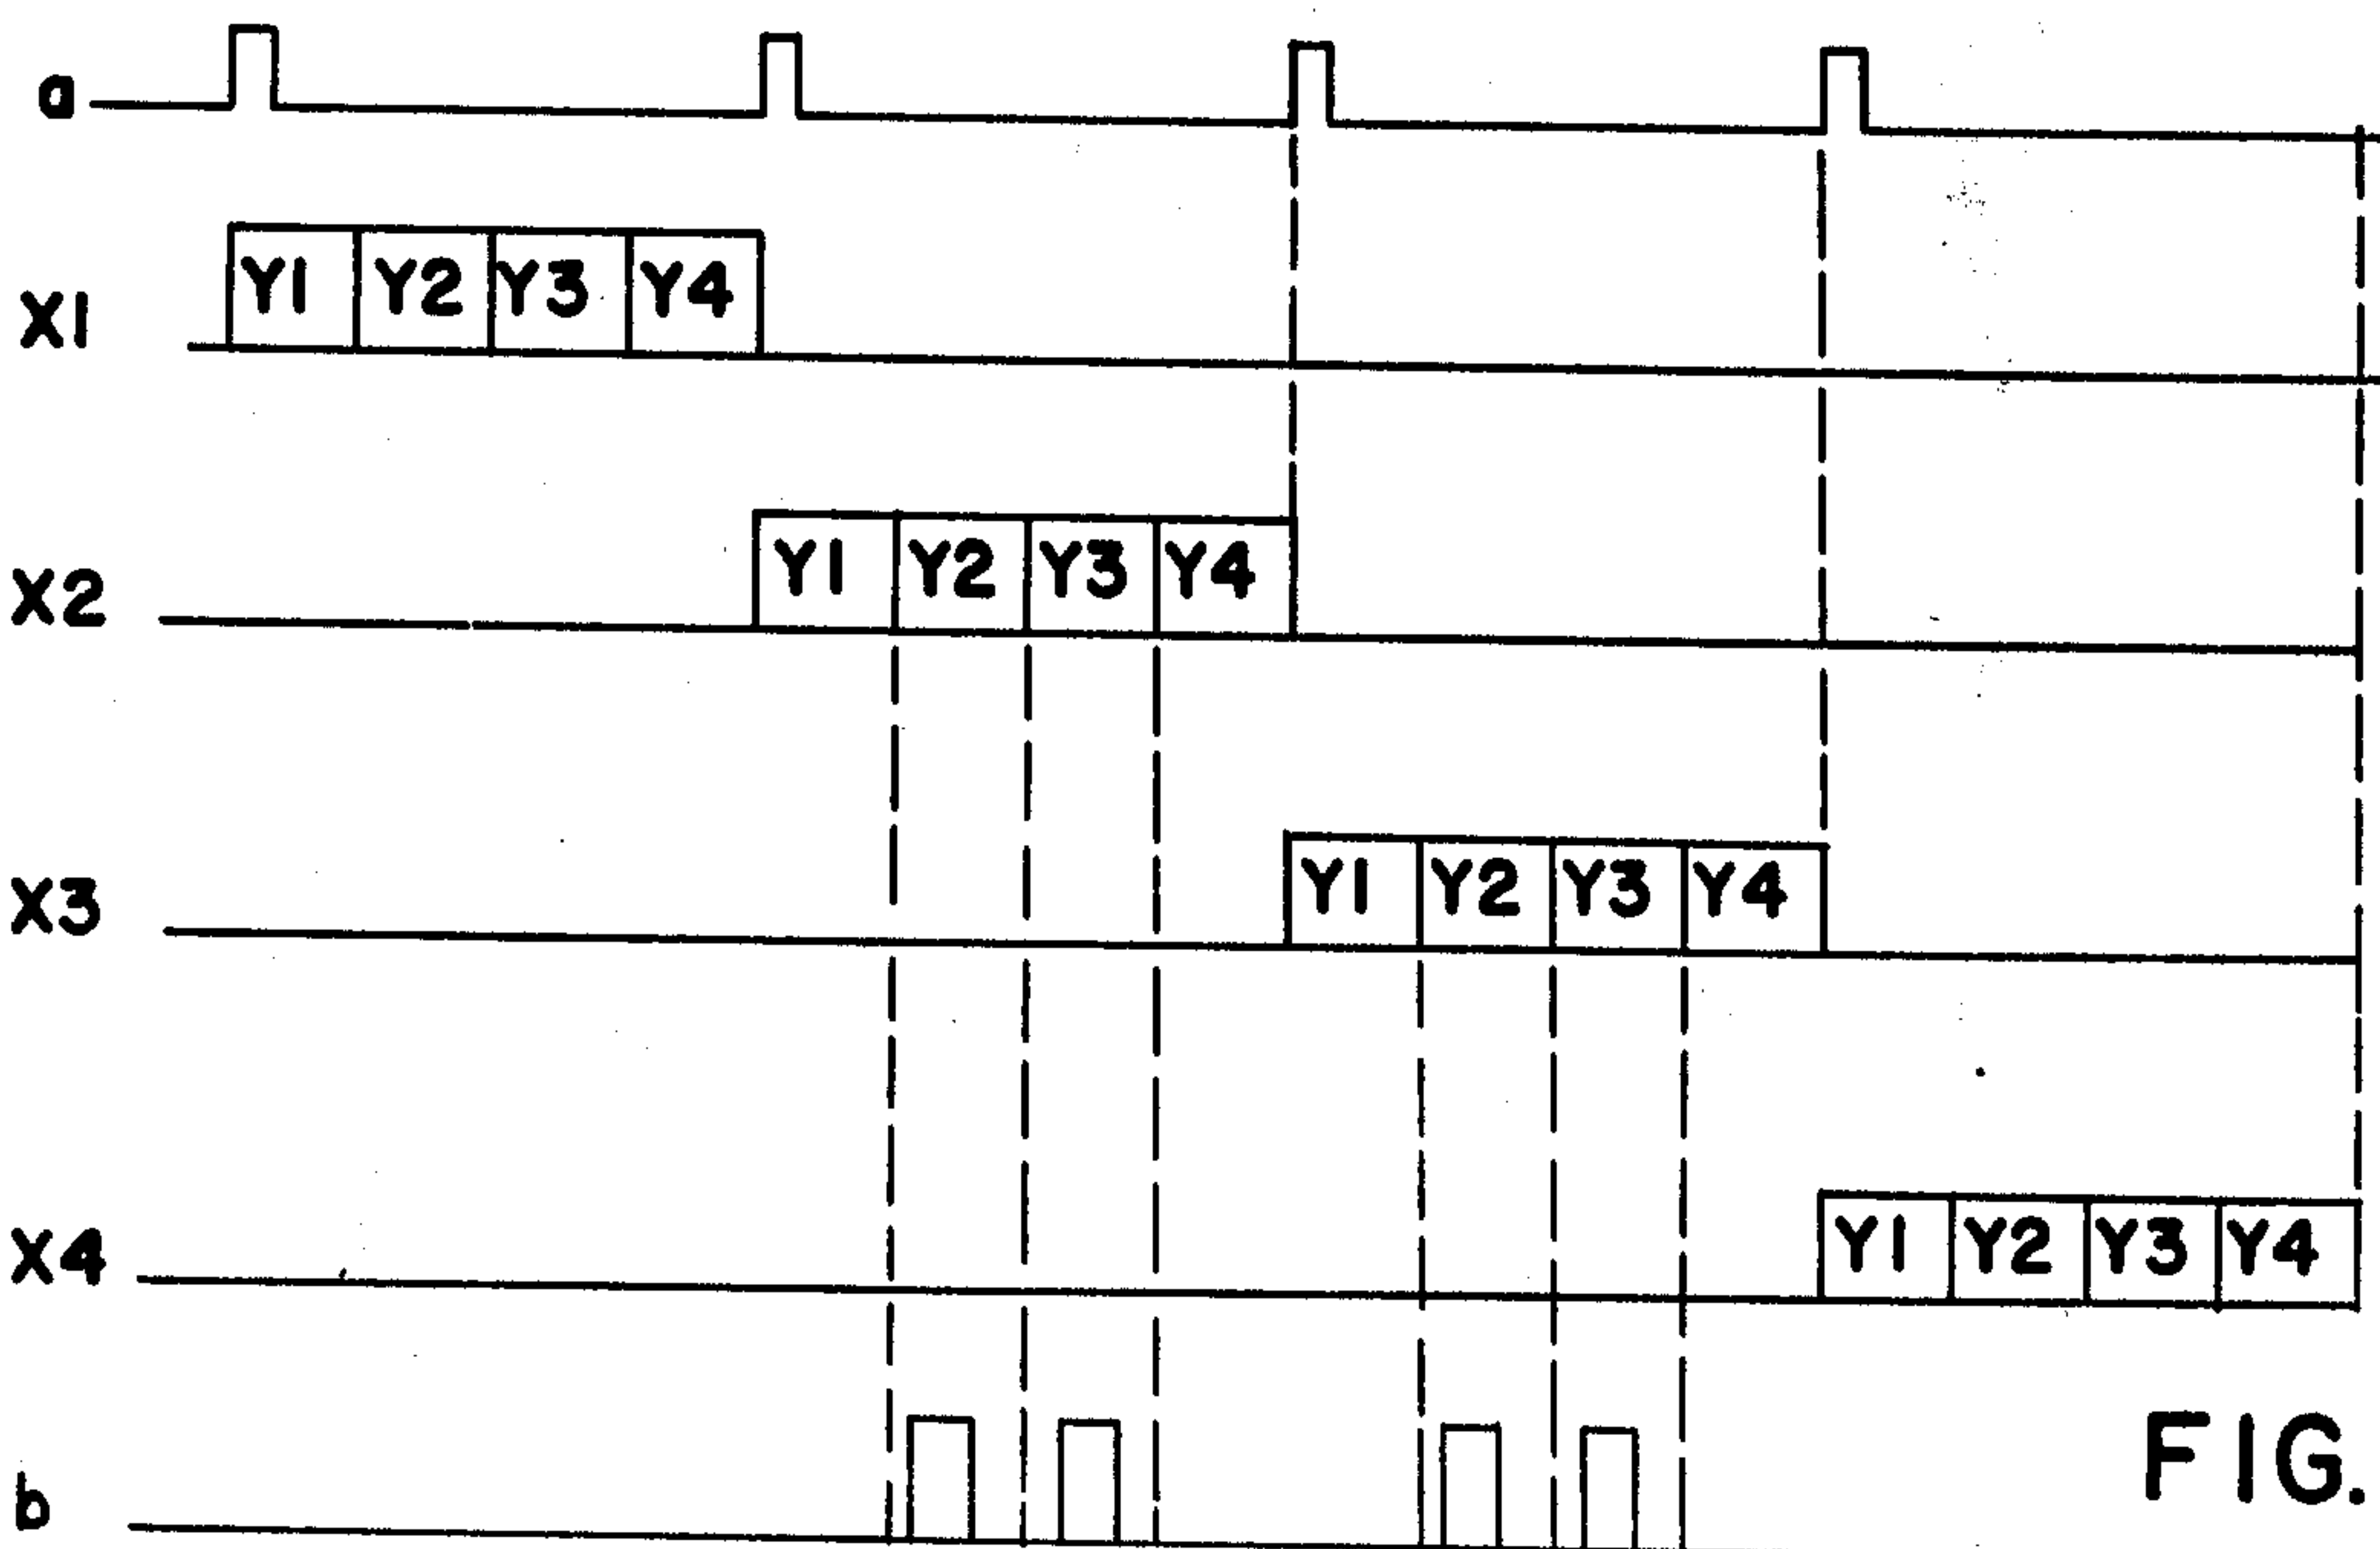 a
X1 Y1 Y2 Y3 Y4
X2 Y1 Y2 Y3 Y4
X3 Y1 Y2 Y3 Y4
X4 Y1 Y2 Y3 Y4
b
FIG.